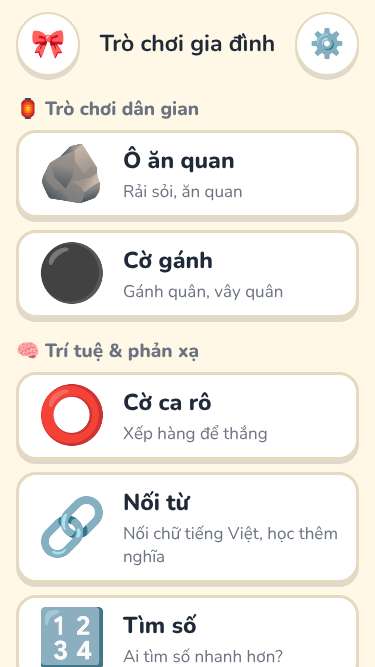 Trò chơi gia đình
Trò chơi dân gian
Ô ăn quan
Rải sỏi, ăn quan
Cờ gánh
Gánh quân, vây quân
Trí tuệ & phản xạ
Cờ ca rô
Xếp hàng để thắng
Nối từ
Nối chữ tiếng Việt, học thêm
nghĩa
1 2
3 4
Tìm số
Ai tìm số nhanh hơn?